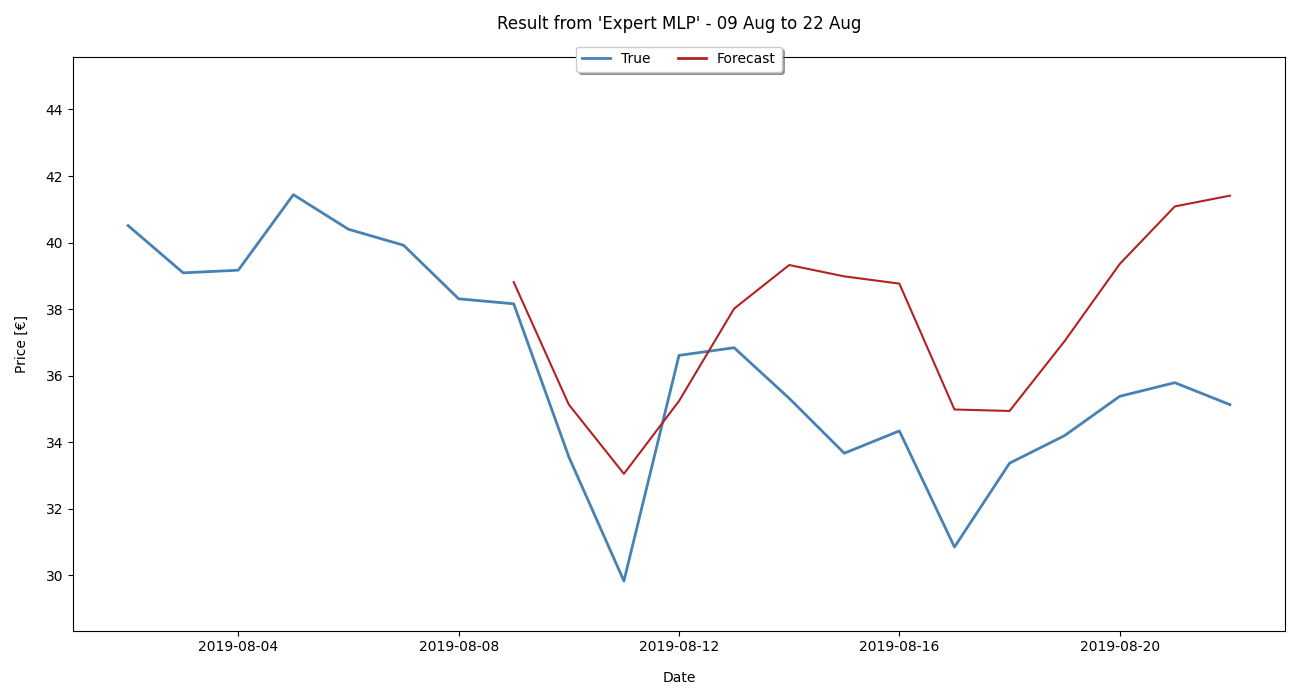 Result from 'Expert MLP' - 09 Aug to 22 Aug
True Forecast
Price [€]
44
42
40
38
36
34
32
30
2019-08-04 2019-08-08 2019-08-12 2019-08-16 2019-08-20
Date